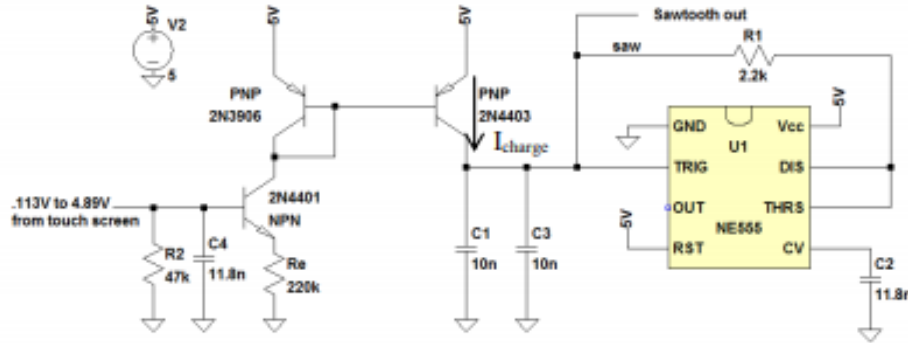 5V
V2
5
5V
5V
PNP
2N3906
PNP
2N4403
Icharge
Sawtooth out
saw
R1
2.2k
5V
GND
Vcc
U1
TRIG
DIS
OUT
THRS
NE555
5V
RST
CV
.113V to 4.89V
from touch screen
2N4401
NPN
R2
47k
C4
11.8n
Re
220k
C1
10n
C3
10n
C2
11.8n